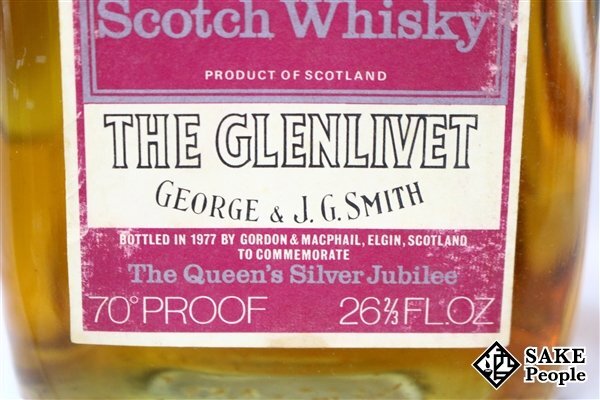 Scotch Whisky
PRODUCT OF SCOTLAND
THE GLENLIVET
GEORGE & J. G. SMITH
BOTTLED IN 1977 BY GORDON & MACPHAIL, ELGIN, SCOTLAND
TO COMMEMORATE
The Queen's Silver Jubilee
70° PROOF 26⅔ FL.OZ
SAKE
People